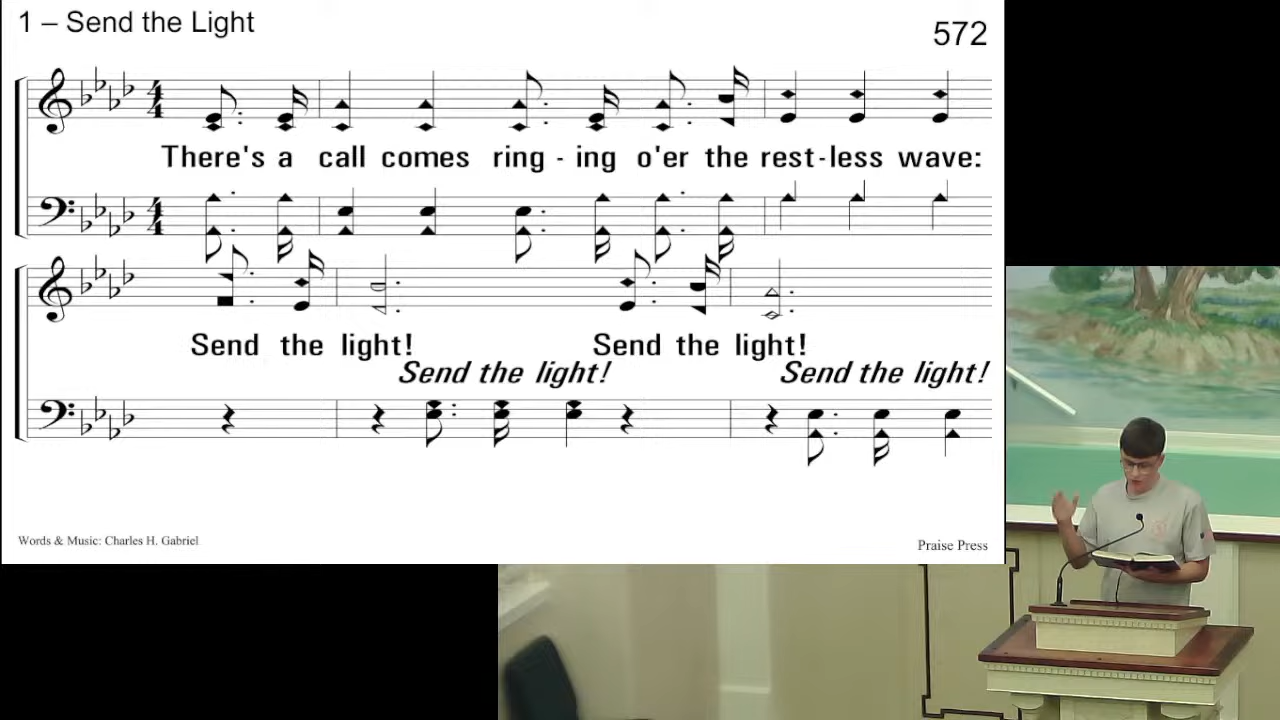 1 – Send the Light
572
There's a call comes ring - ing o'er the rest - less wave:
Send the light! Send the light!
Send the light! Send the light!
Words & Music: Charles H. Gabriel
Praise Press